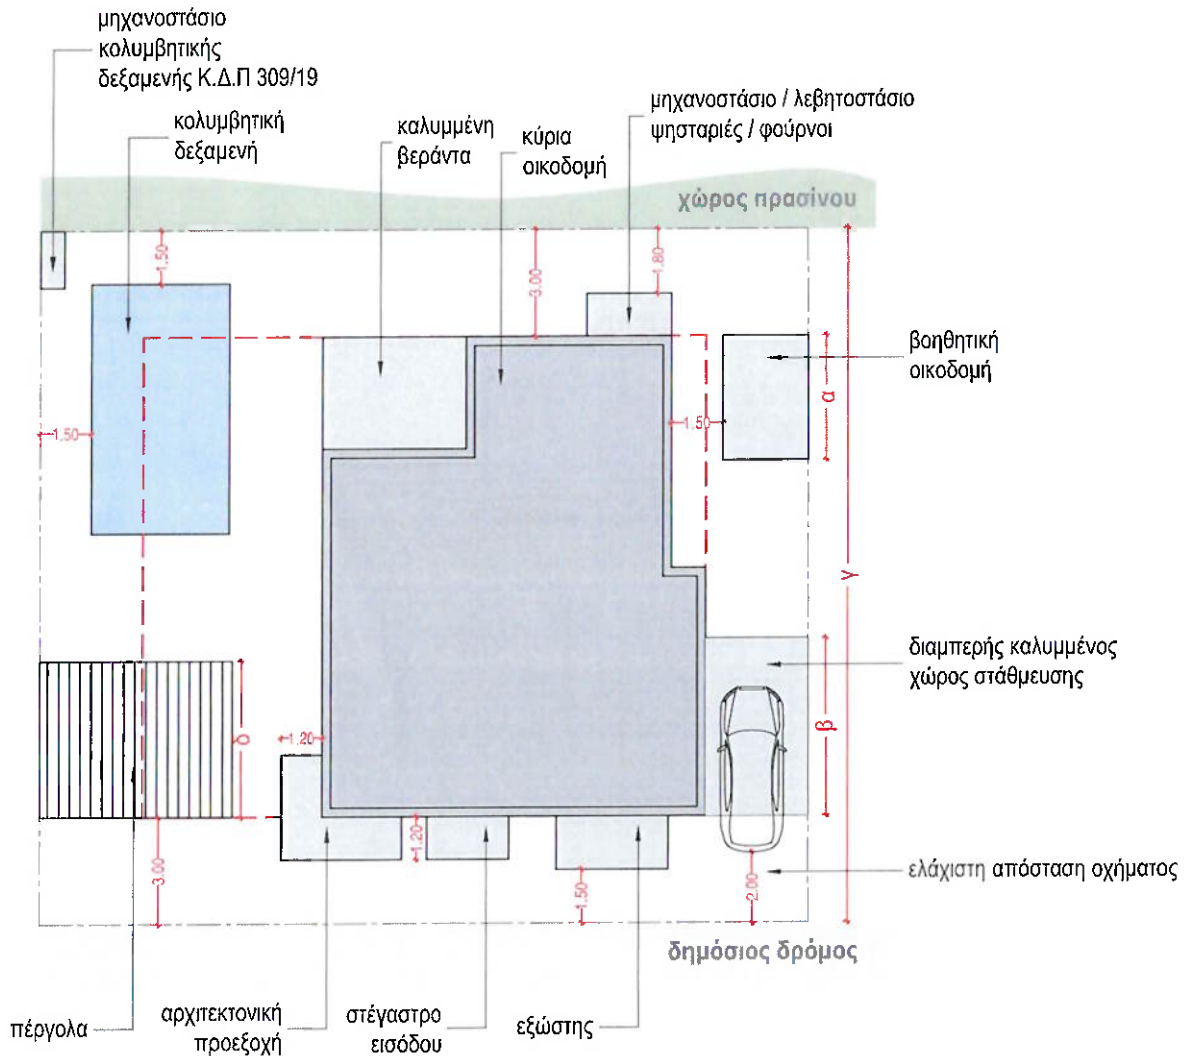 μηχανοστάσιο
κολυμβητικής
δεξαμενής Κ.Δ.Π 309/19
κολυμβητική
δεξαμενή
καλυμμένη
βεράντα
κύρια
οικοδομή
μηχανοστάσιο / λεβητοστάσιο
ψησταριές / φούρνοι
χώρος πρασίνου
1.50
3.00
1.80
βοηθητική
οικοδομή
α
1.50
1.50
γ
διαμπερής καλυμμένος
χώρος στάθμευσης
β
δ
1.20
1.20
3.00
1.50
2.00
ελάχιστη απόσταση οχήματος
δημόσιος δρόμος
πέργολα
αρχιτεκτονική
προεξοχή
στέγαστρο
εισόδου
εξώστης